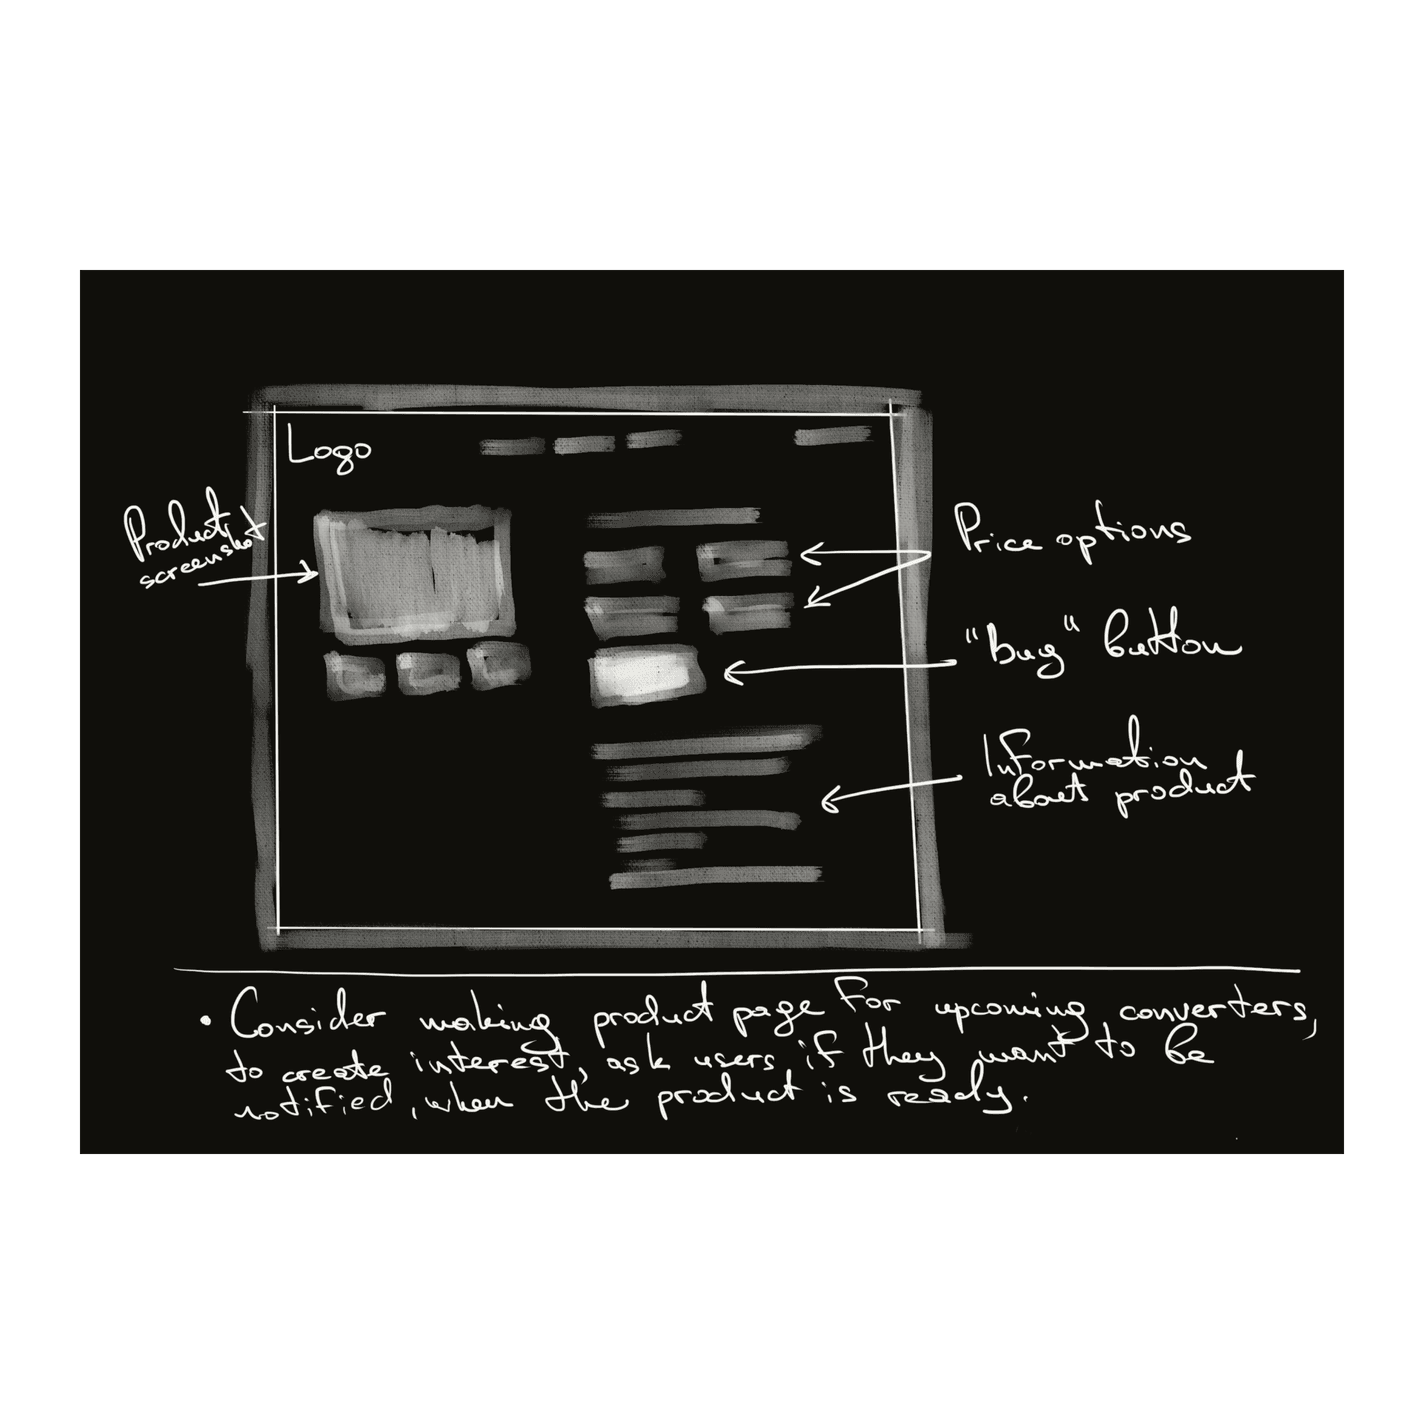 Logo
Product
screenshot
Price options
"buy" button
Information
about product
• Consider making product page for upcoming converters,
to create interest, ask users if they want to be
notified, when the product is ready.